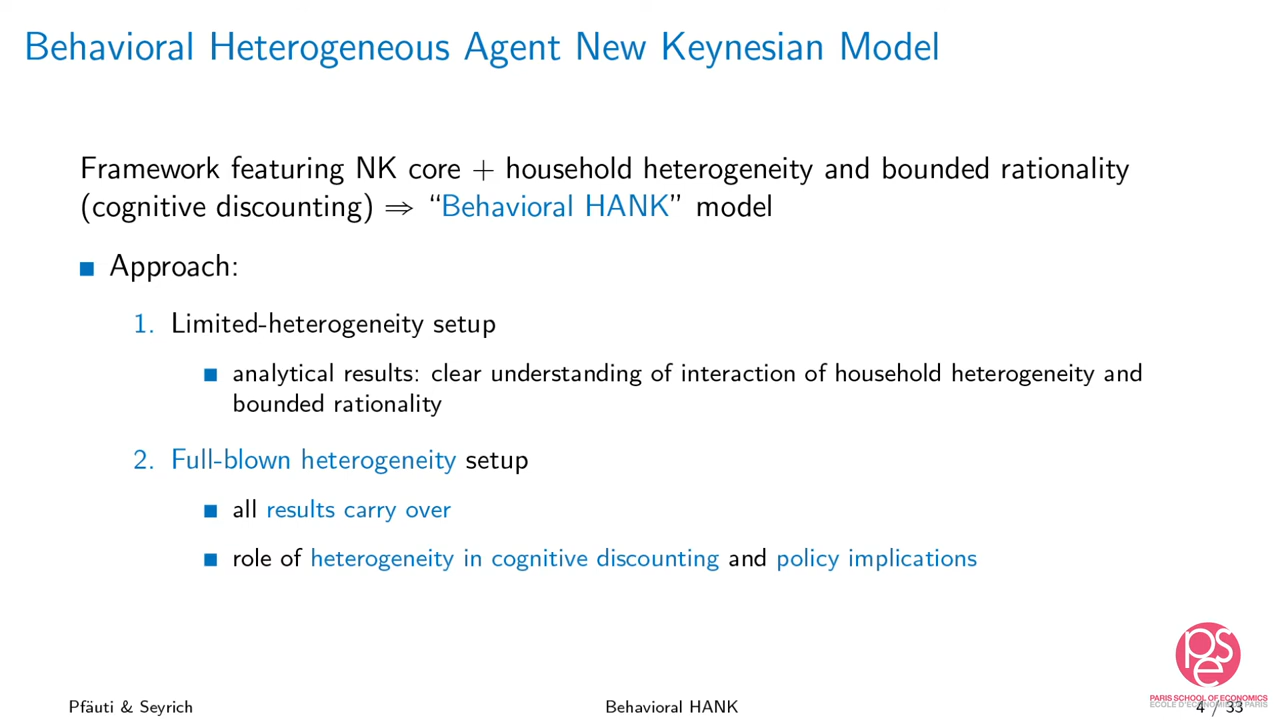 Behavioral Heterogeneous Agent New Keynesian Model
Framework featuring NK core + household heterogeneity and bounded rationality
(cognitive discounting) ⇒ “Behavioral HANK” model
Approach:
1. Limited-heterogeneity setup
analytical results: clear understanding of interaction of household heterogeneity and
bounded rationality
2. Full-blown heterogeneity setup
all results carry over
role of heterogeneity in cognitive discounting and policy implications
pse
PARIS SCHOOL OF ECONOMICS
ECOLE D'ECONOMIE DE PARIS
Pfäuti & Seyrich
Behavioral HANK
4 / 33